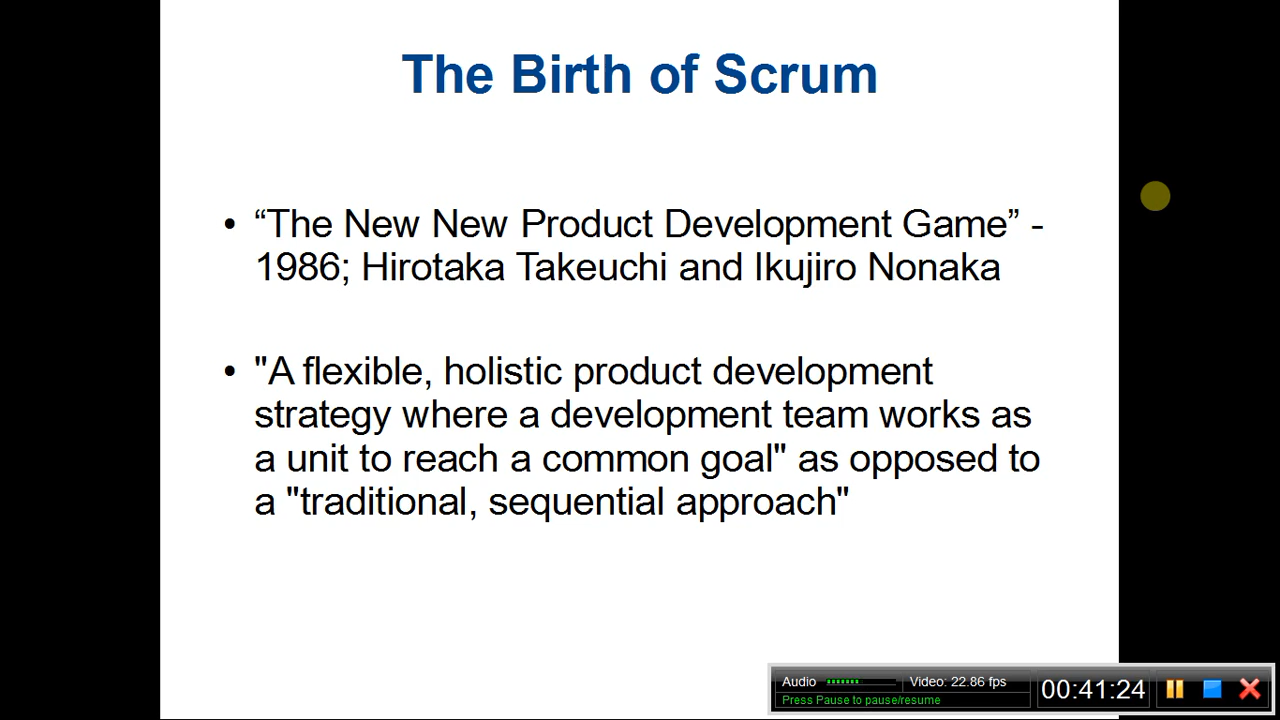 The Birth of Scrum
• “The New New Product Development Game” -
1986; Hirotaka Takeuchi and Ikujiro Nonaka
• "A flexible, holistic product development
strategy where a development team works as
a unit to reach a common goal" as opposed to
a "traditional, sequential approach"
Audio Video: 22.86 fps
Press Pause to pause/resume
00:41:24